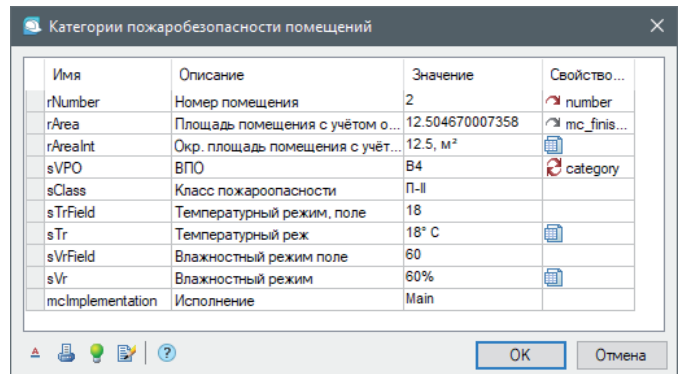 Категории пожаробезопасности помещений
Имя Описание Значение Свойство...
rNumber Номер помещения 2 number
rArea Площадь помещения с учётом о... 12.504670007358 mc_finis...
rAreaInt Окр. площадь помещения с учёт... 12.5, м²
sVPO ВПО B4 category
sClass Класс пожароопасности П-II
sTrField Температурный режим, поле 18
sTr Температурный реж 18° C
sVrField Влажностный режим поле 60
sVr Влажностный режим 60%
mcImplementation Исполнение Main
OK Отмена